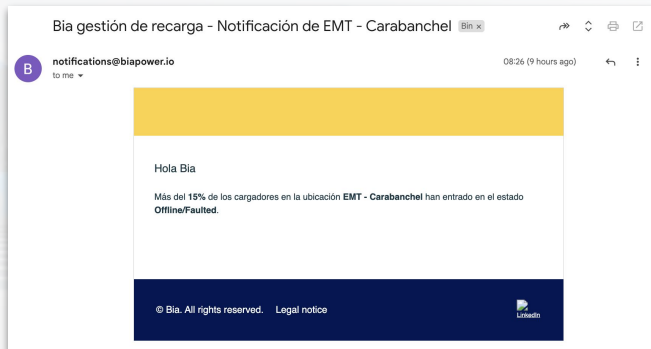 Bia gestión de recarga - Notificación de EMT - Carabanchel Bin ×
B
notifications@biapower.io 08:26 (9 hours ago)
to me
Hola Bia
Más del 15% de los cargadores en la ubicación EMT - Carabanchel han entrado en el estado
Offline/Faulted.
© Bia. All rights reserved. Legal notice
LinkedIn